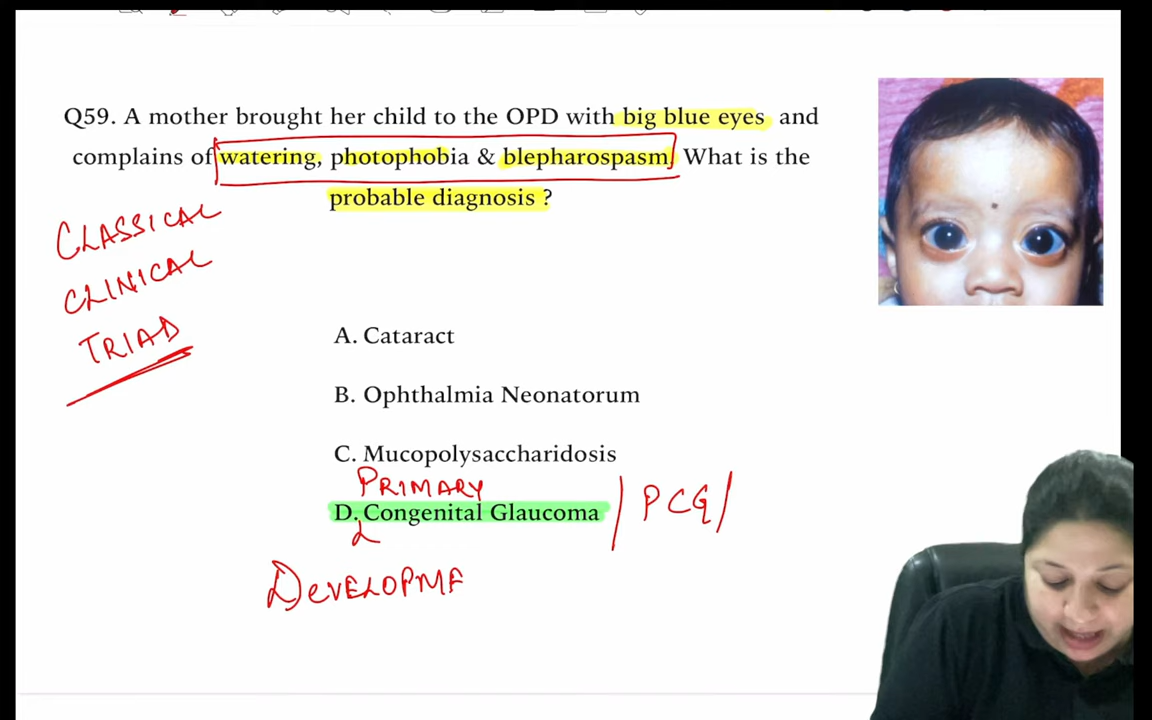 Q59. A mother brought her child to the OPD with big blue eyes and
complains of watering, photophobia & blepharospasm. What is the
probable diagnosis ?
CLASSICAL
CLINICAL
TRIAD
A. Cataract
B. Ophthalmia Neonatorum
C. Mucopolysaccharidosis
PRIMARY
D. Congenital Glaucoma / PCG /
DEVELOPME